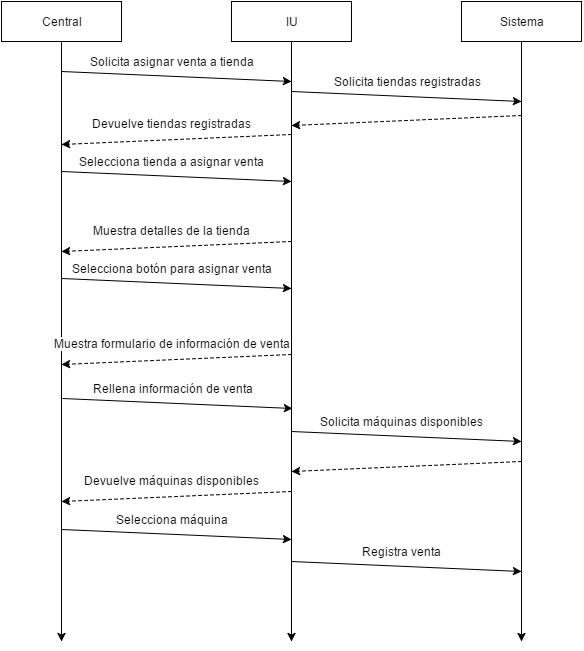 Central
IU
Sistema
Solicita asignar venta a tienda
Solicita tiendas registradas
Devuelve tiendas registradas
Selecciona tienda a asignar venta
Muestra detalles de la tienda
Selecciona botón para asignar venta
Muestra formulario de información de venta
Rellena información de venta
Solicita máquinas disponibles
Devuelve máquinas disponibles
Selecciona máquina
Registra venta